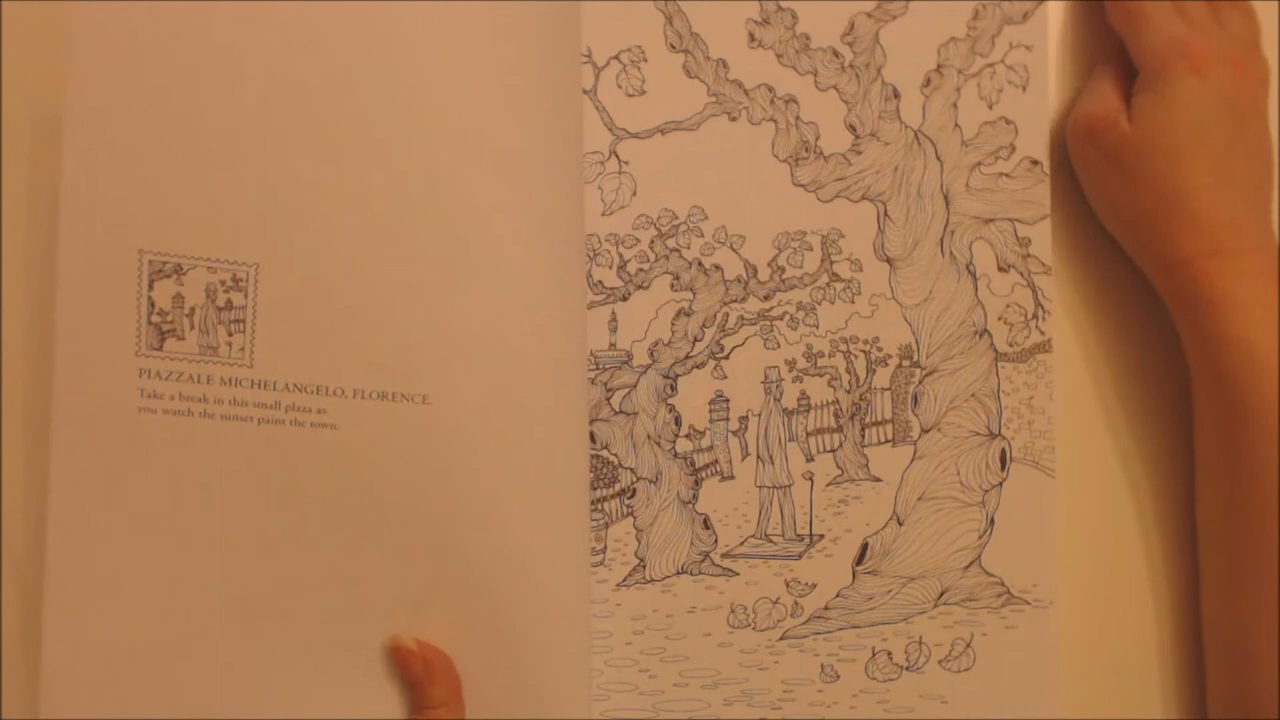 PIAZZALE MICHELANGELO, FLORENCE.
Take a break in this small plaza as
you watch the sunset paint the town.